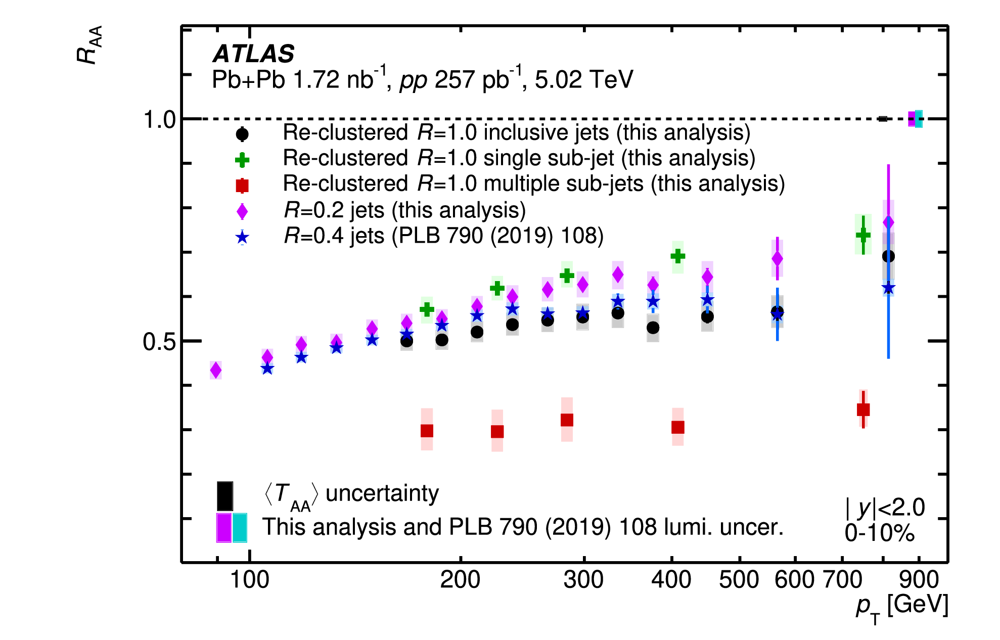 R_AA
ATLAS
Pb+Pb 1.72 nb^-1, pp 257 pb^-1, 5.02 TeV
1.0
Re-clustered R=1.0 inclusive jets (this analysis)
Re-clustered R=1.0 single sub-jet (this analysis)
Re-clustered R=1.0 multiple sub-jets (this analysis)
R=0.2 jets (this analysis)
R=0.4 jets (PLB 790 (2019) 108)
0.5
⟨T_AA⟩ uncertainty
This analysis and PLB 790 (2019) 108 lumi. uncer.
|y|<2.0
0-10%
100 200 300 400 500 600 700 900
p_T [GeV]